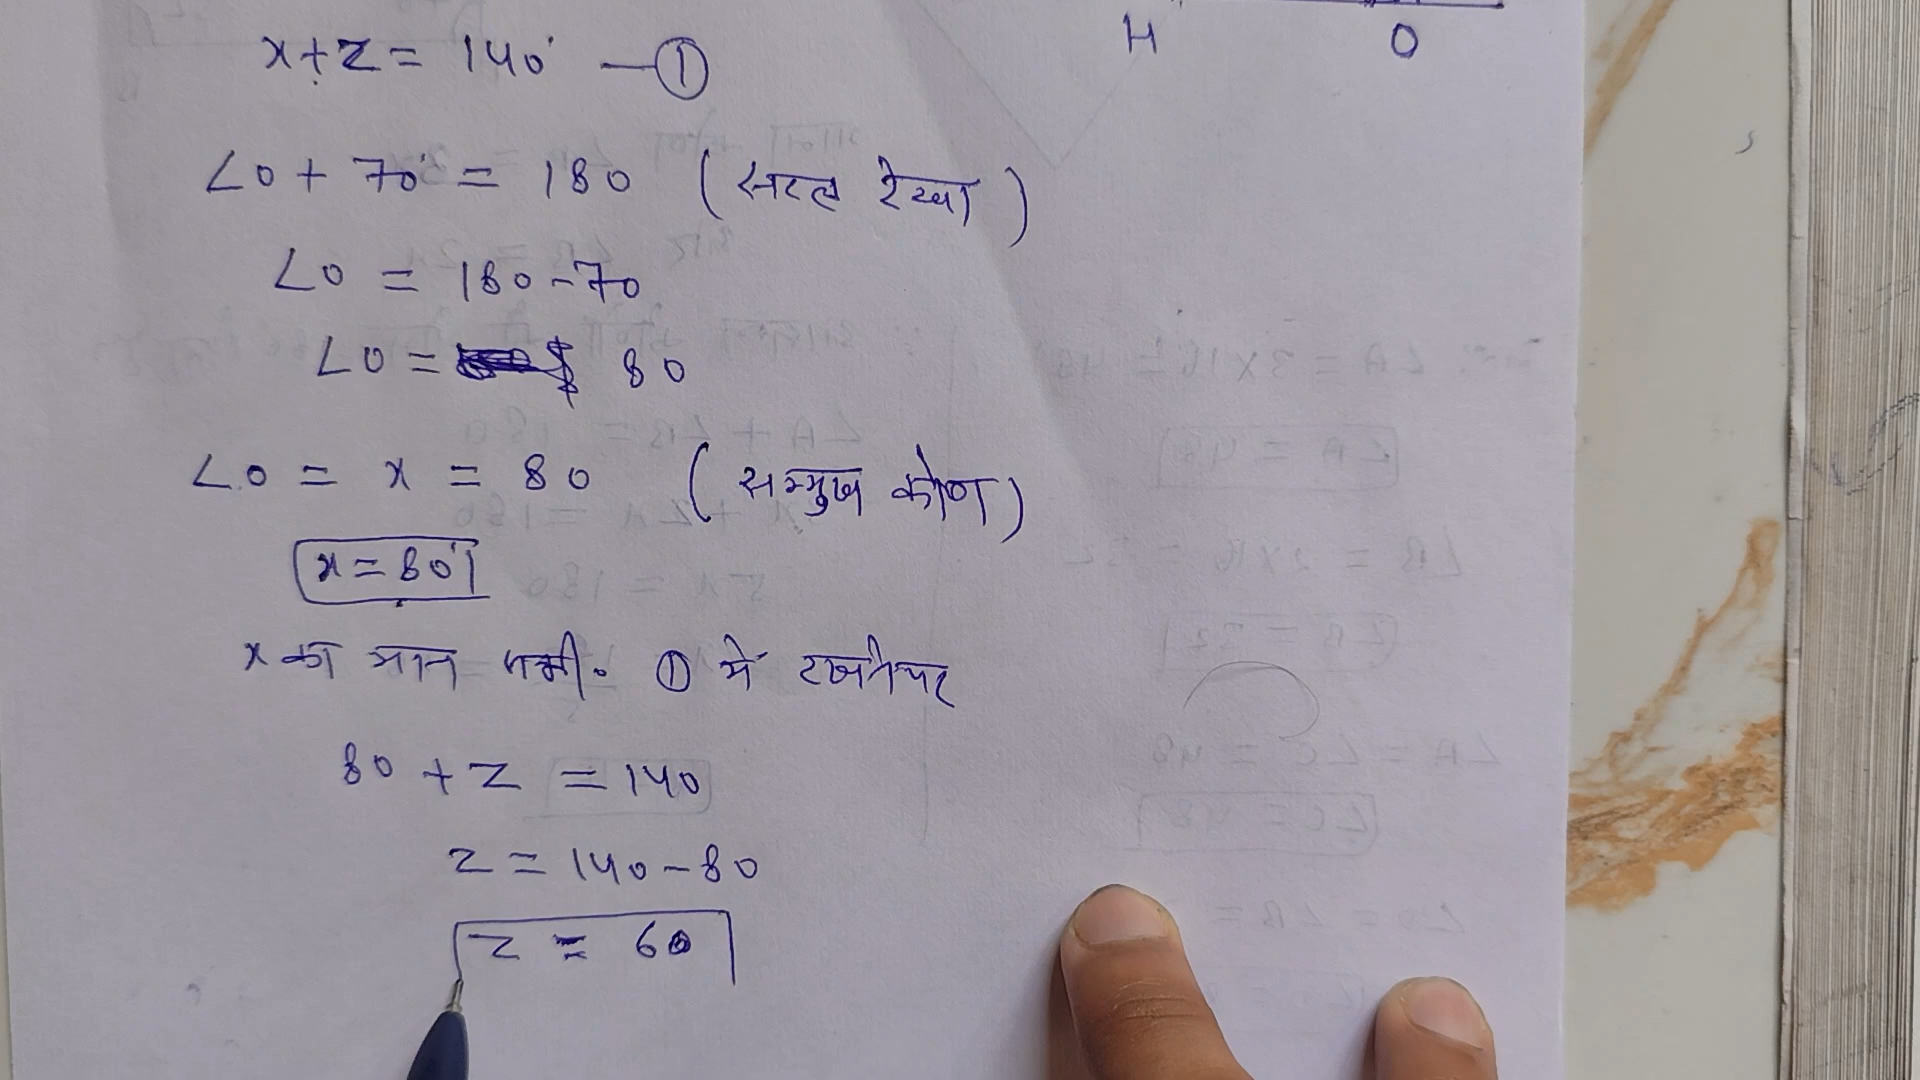 H O
x+z = 140° —①
∠O + 70° = 180 (सरल रेखा)
∠O = 180-70
∠O = 80
∠O = x = 80 (सम्मुख कोण)
x = 80°
x का मान समी. ① में रखने पर
80 + z = 140
z = 140-80
z = 60